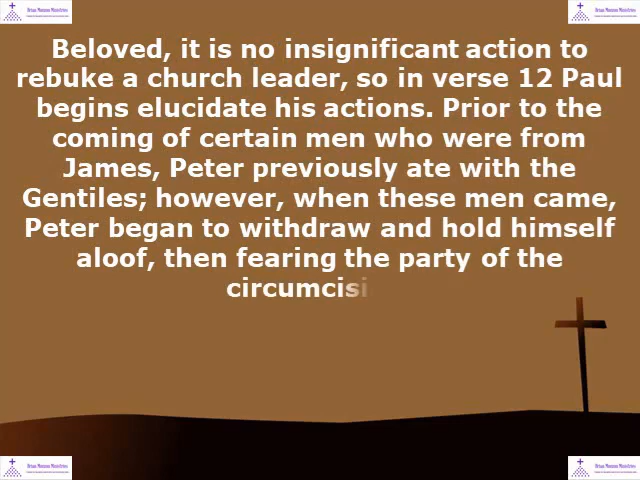 Beloved, it is no insignificant action to
rebuke a church leader, so in verse 12 Paul
begins elucidate his actions. Prior to the
coming of certain men who were from
James, Peter previously ate with the
Gentiles; however, when these men came,
Peter began to withdraw and hold himself
aloof, then fearing the party of the
circumcisi